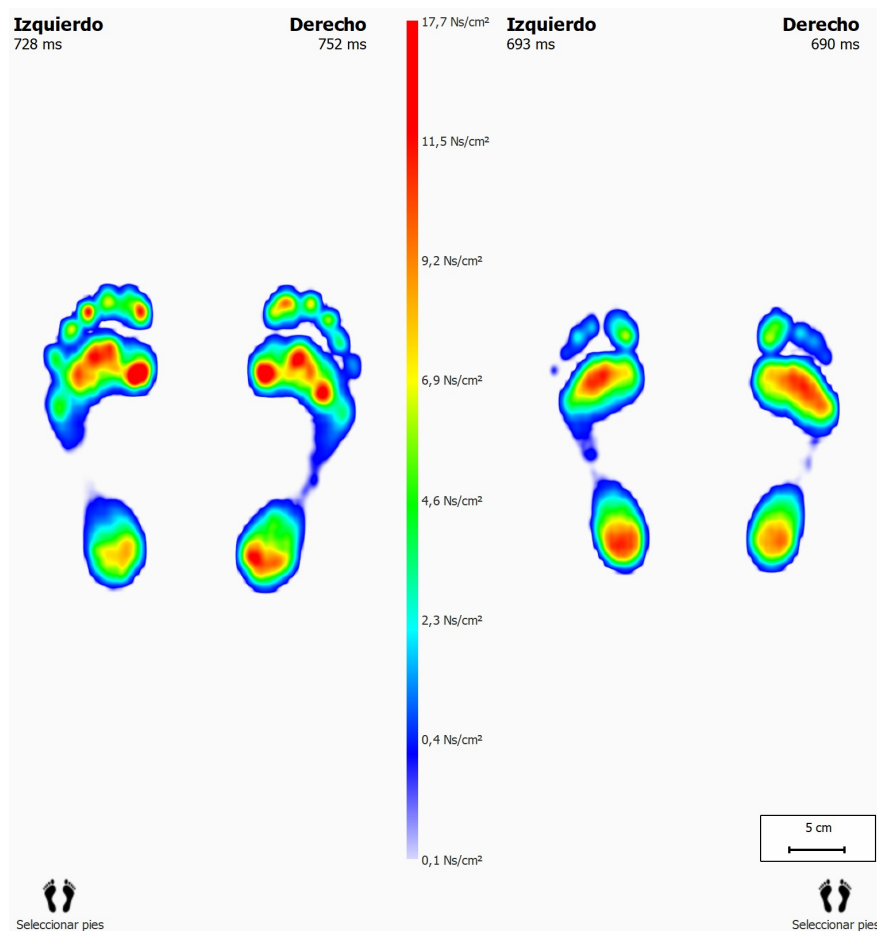 Izquierdo
728 ms
Derecho
752 ms
Izquierdo
693 ms
Derecho
690 ms
17,7 Ns/cm²
11,5 Ns/cm²
9,2 Ns/cm²
6,9 Ns/cm²
4,6 Ns/cm²
2,3 Ns/cm²
0,4 Ns/cm²
0,1 Ns/cm²
5 cm
Seleccionar pies
Seleccionar pies